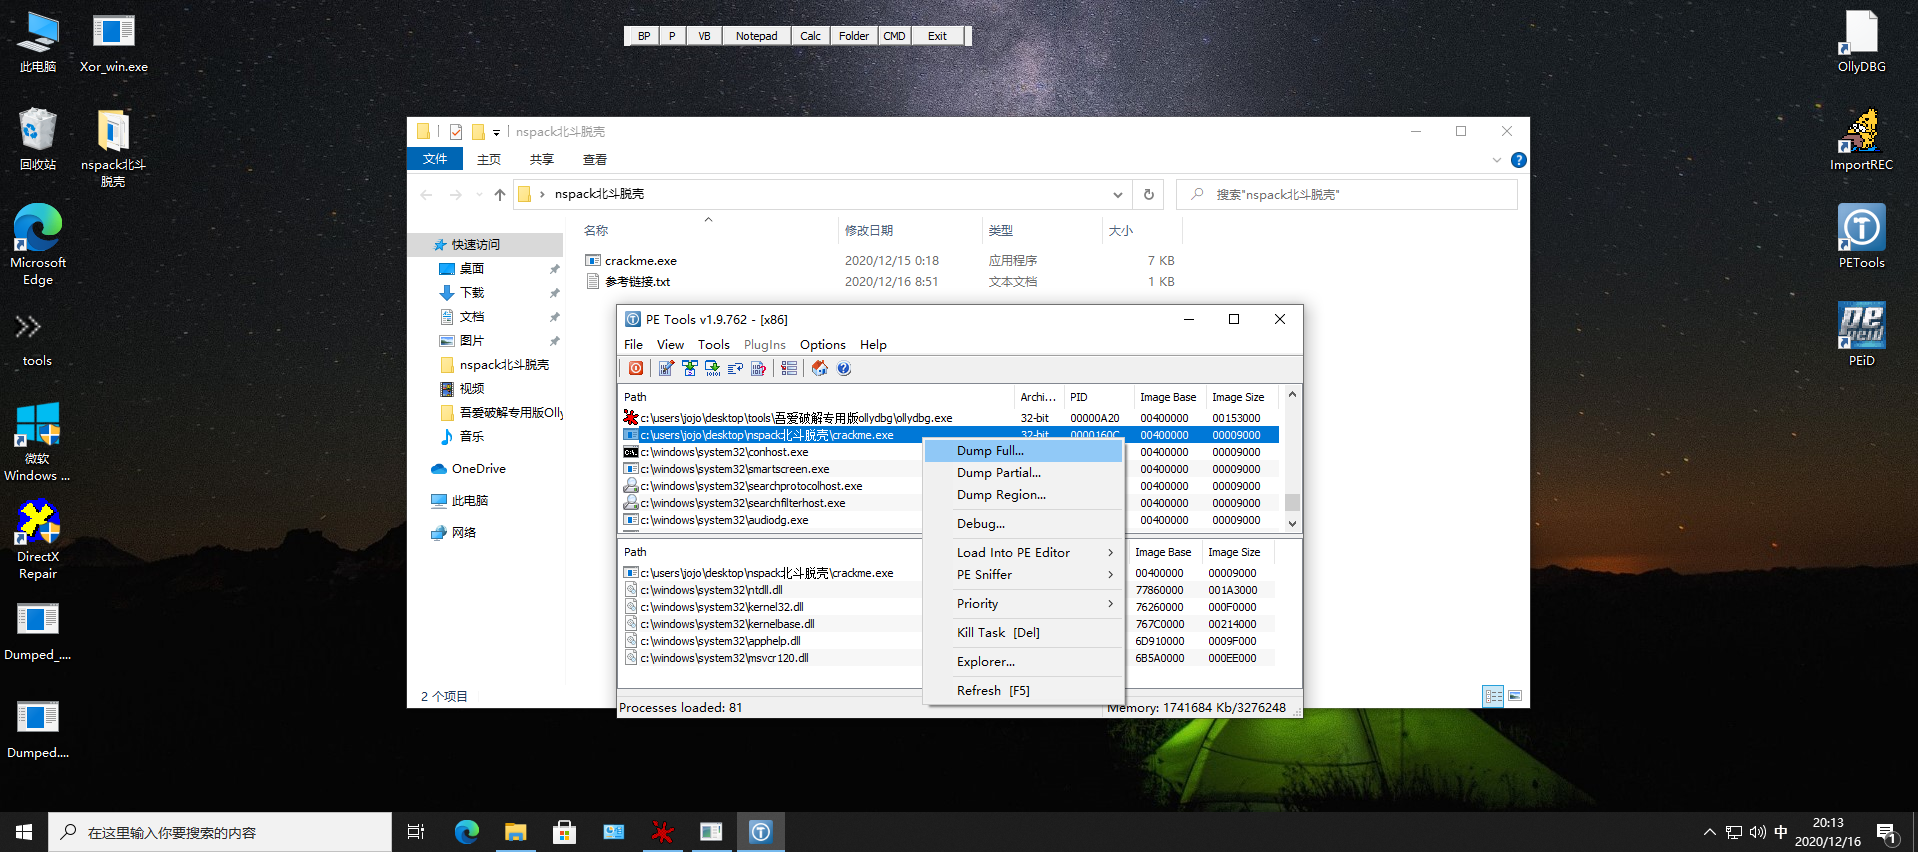 此电脑
Xor_win.exe
回收站
nspack北斗
脱壳
Microsoft
Edge
tools
微软
Windows ...
DirectX
Repair
Dumped_....
Dumped....
BP P VB Notepad Calc Folder CMD Exit
OllyDBG
ImportREC
PETools
PEiD
nspack北斗脱壳
文件 主页 共享 查看
nspack北斗脱壳
搜索"nspack北斗脱壳"
名称 修改日期 类型 大小
crackme.exe 2020/12/15 0:18 应用程序 7 KB
参考链接.txt 2020/12/16 8:51 文本文档 1 KB
快速访问
桌面
下载
文档
图片
nspack北斗脱壳
视频
吾爱破解专用版Olly
音乐
OneDrive
此电脑
网络
2 个项目
PE Tools v1.9.762 - [x86]
File View Tools PlugIns Options Help
Path Archi... PID Image Base Image Size
c:\users\jojo\desktop\tools\吾爱破解专用版ollydbg\ollydbg.exe 32-bit 00000A20 00400000 00153000
c:\users\jojo\desktop\nspack北斗脱壳\crackme.exe 32-bit 0000160C 00400000 00009000
c:\windows\system32\conhost.exe 00400000 00009000
c:\windows\system32\smartscreen.exe 00400000 00009000
c:\windows\system32\searchprotocolhost.exe 00400000 00009000
c:\windows\system32\searchfilterhost.exe 00400000 00009000
c:\windows\system32\audiodg.exe 00400000 00009000
Path Image Base Image Size
c:\users\jojo\desktop\nspack北斗脱壳\crackme.exe 00400000 00009000
c:\windows\system32\ntdll.dll 77860000 001A3000
c:\windows\system32\kernel32.dll 76260000 000F0000
c:\windows\system32\kernelbase.dll 767C0000 00214000
c:\windows\system32\apphelp.dll 6D910000 0009F000
c:\windows\system32\msvcr120.dll 6B5A0000 000EE000
Dump Full...
Dump Partial...
Dump Region...
Debug...
Load Into PE Editor
PE Sniffer
Priority
Kill Task [Del]
Explorer...
Refresh [F5]
Processes loaded: 81 Memory: 1741684 Kb/3276248
在这里输入你要搜索的内容
中
20:13
2020/12/16
1